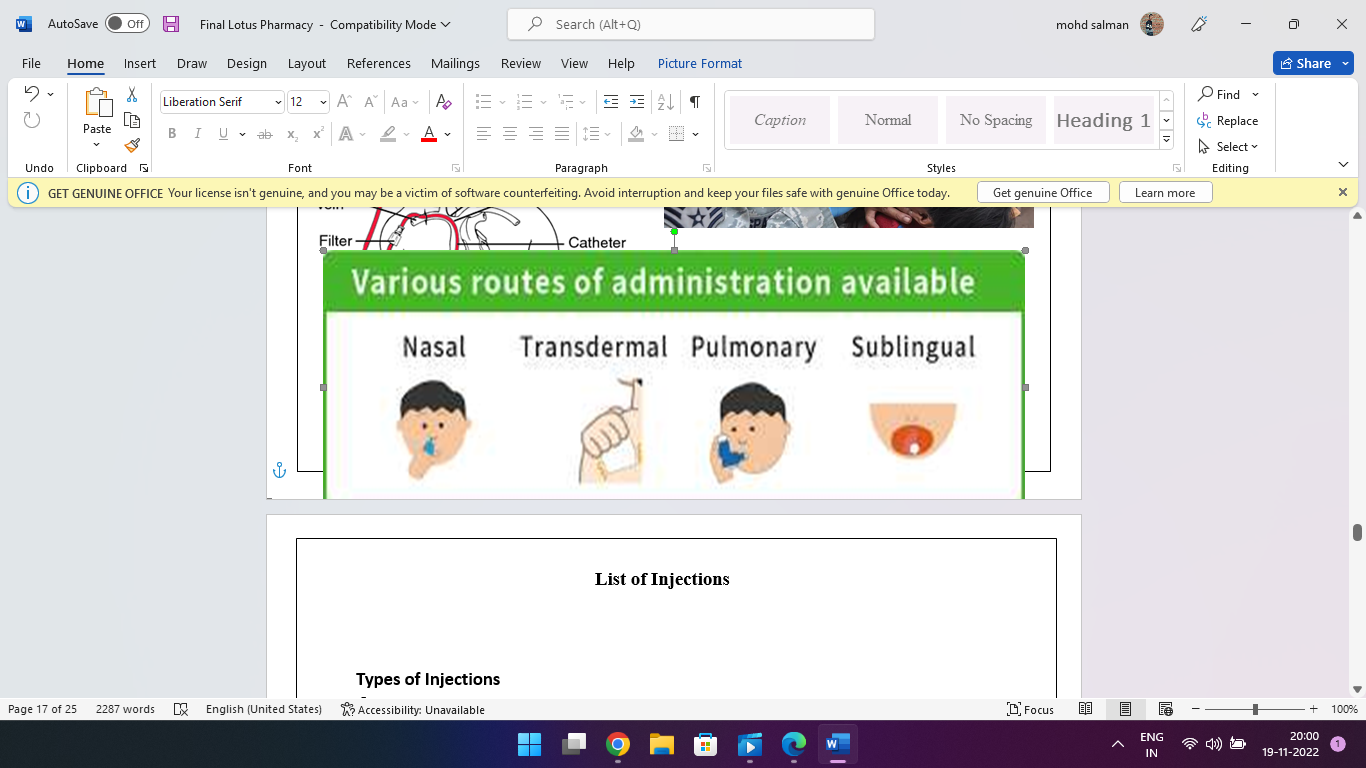 AutoSave Off Final Lotus Pharmacy - Compatibility Mode Search (Alt+Q) mohd salman
File Home Insert Draw Design Layout References Mailings Review View Help Picture Format Share
Liberation Serif 12 Aa
Paste
B I U ab x₂ x² A A
Caption Normal No Spacing Heading 1
Find
Replace
Select
Undo Clipboard Font Paragraph Styles Editing
GET GENUINE OFFICE Your license isn't genuine, and you may be a victim of software counterfeiting. Avoid interruption and keep your files safe with genuine Office today. Get genuine Office Learn more
Filter Catheter
Various routes of administration available
Nasal Transdermal Pulmonary Sublingual
List of Injections
Types of Injections
Page 17 of 25 2287 words English (United States) Accessibility: Unavailable Focus 100%
ENG
IN
20:00
19-11-2022
1